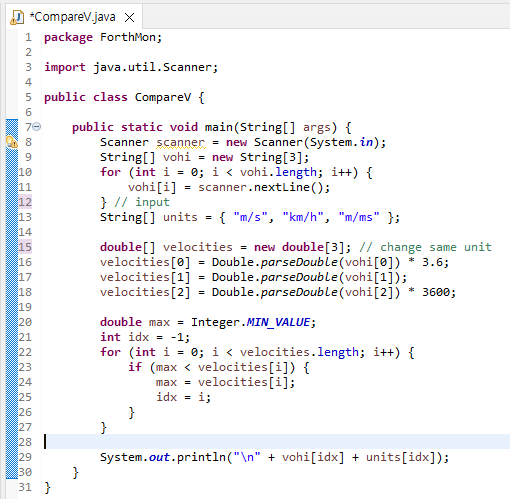 *CompareV.java
1 package ForthMon;
2
3 import java.util.Scanner;
4
5 public class CompareV {
6
7     public static void main(String[] args) {
8         Scanner scanner = new Scanner(System.in);
9         String[] vohi = new String[3];
10         for (int i = 0; i < vohi.length; i++) {
11             vohi[i] = scanner.nextLine();
12         } // input
13         String[] units = { "m/s", "km/h", "m/ms" };
14
15         double[] velocities = new double[3]; // change same unit
16         velocities[0] = Double.parseDouble(vohi[0]) * 3.6;
17         velocities[1] = Double.parseDouble(vohi[1]);
18         velocities[2] = Double.parseDouble(vohi[2]) * 3600;
19
20         double max = Integer.MIN_VALUE;
21         int idx = -1;
22         for (int i = 0; i < velocities.length; i++) {
23             if (max < velocities[i]) {
24                 max = velocities[i];
25                 idx = i;
26             }
27         }
28
29         System.out.println("\n" + vohi[idx] + units[idx]);
30     }
31 }